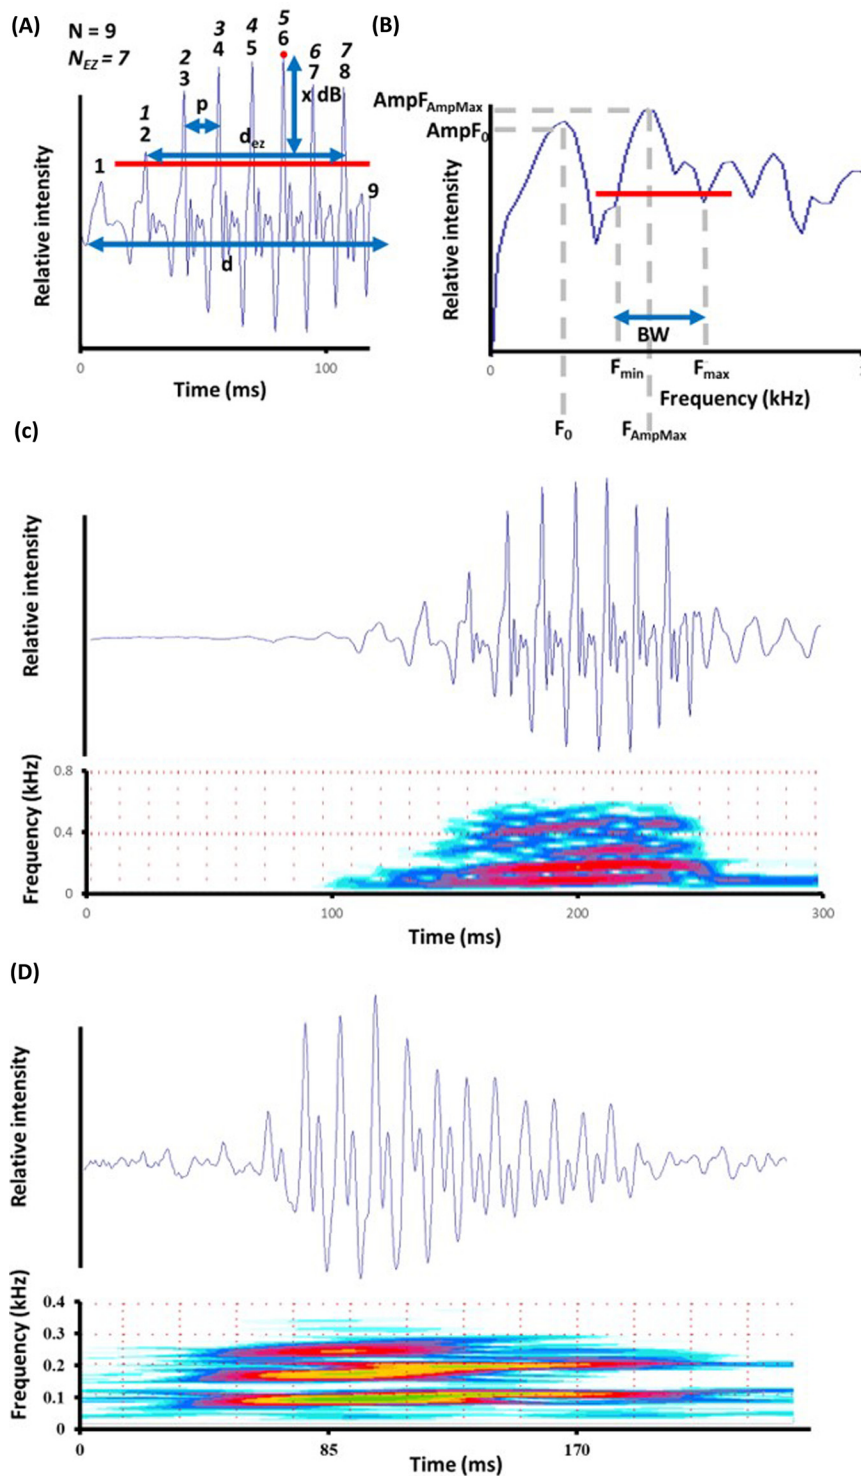 (A)
N = 9
N_EZ = 7
1 2 3 4 5 6 7
1 2 3 4 5 6 7 8 9
p
x dB
d_ez
d
Relative intensity
0 100
Time (ms)
(B)
AmpF_AmpMax
AmpF_0
Relative intensity
BW
0 1
F_min F_max
Frequency (kHz)
F_0 F_AmpMax
(c)
Relative intensity
Frequency (kHz)
0.8
0.4
0
0 100 200 300
Time (ms)
(D)
Relative intensity
Frequency (kHz)
0.4
0.3
0.2
0.1
0
0 85 170
Time (ms)